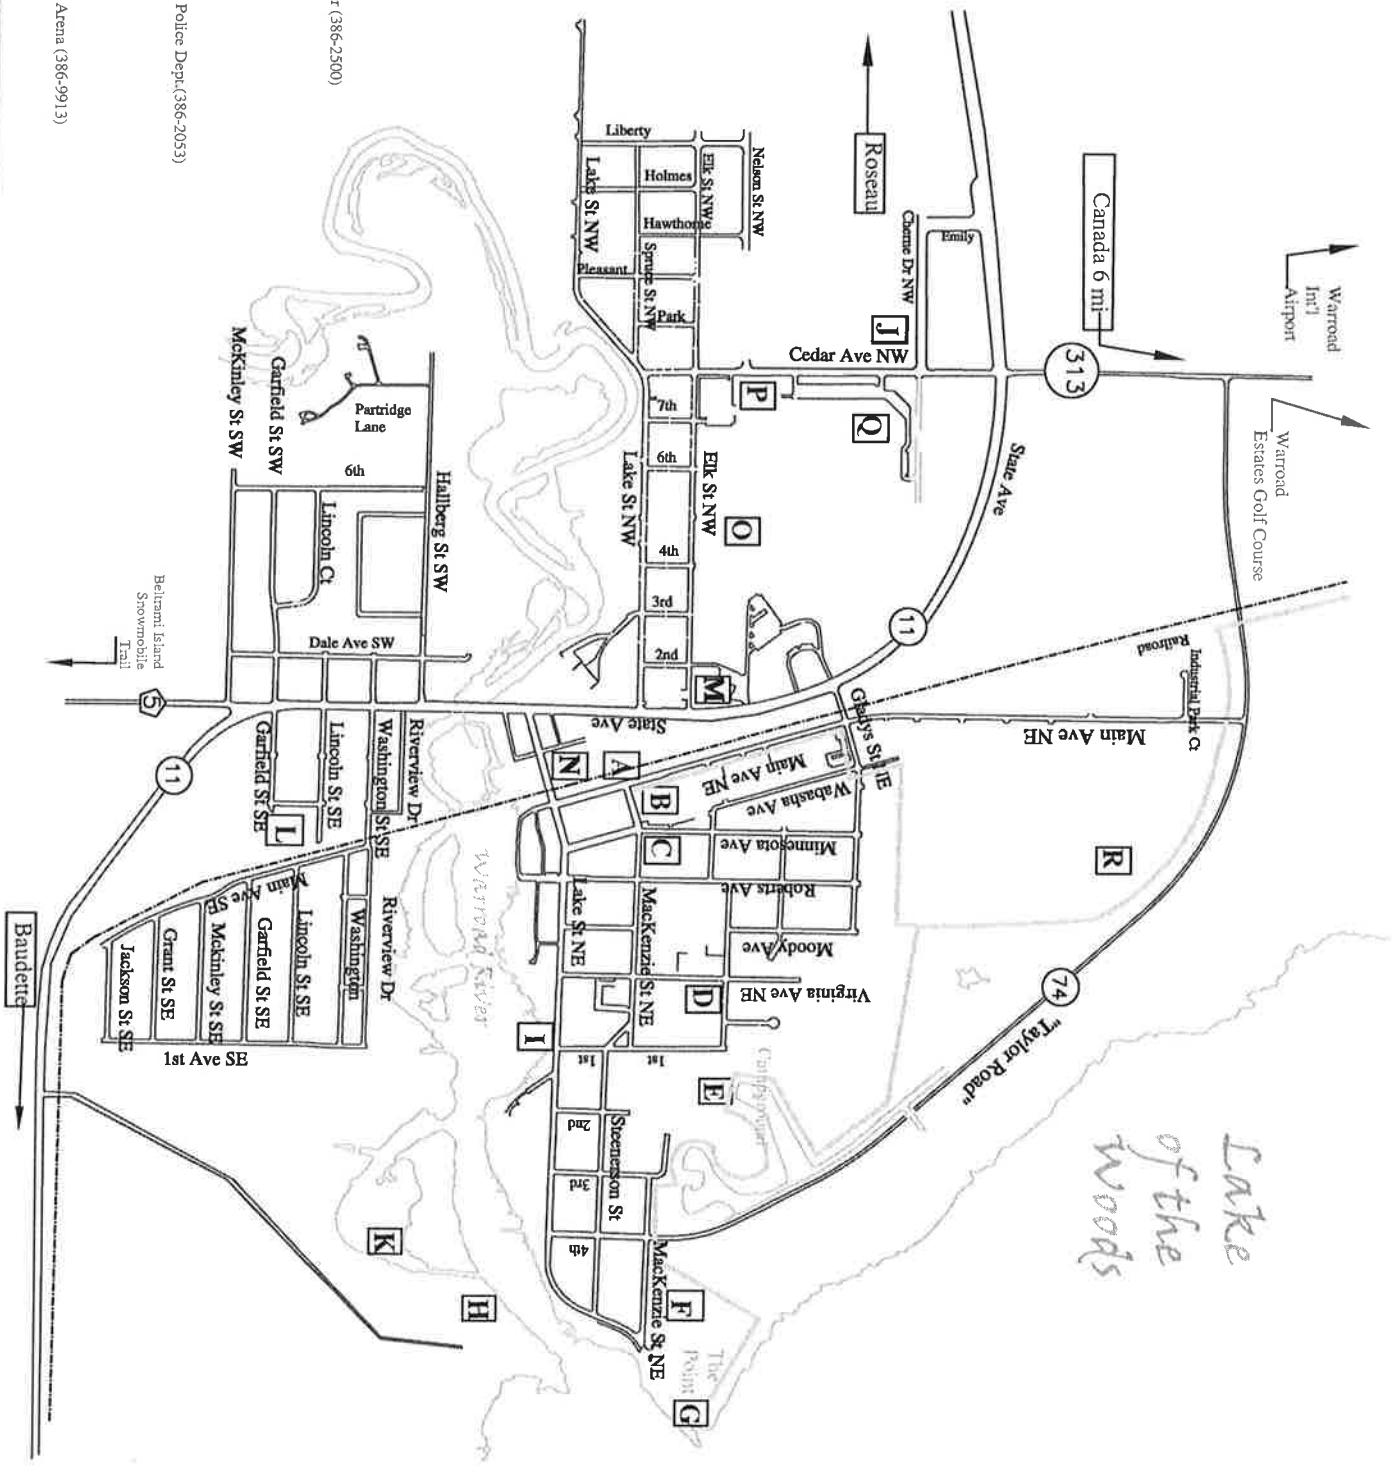 r (386-2500)
Police Dept.(386-2053)
Arena (386-9913)
Warroad
Int'l
Airport
Canada 6 mi
Roseau
313
Warroad
Estates Golf Course
Nelson St NW
Elk St NW
Liberty
Holmes
Hawthorne
Spruce St NW
Pleasant
Park
Lake St NW
Cherne Dr NW
Emily
J
Cedar Ave NW
P
Q
State Ave
7th
6th
4th
3rd
2nd
Elk St NW
Lake St NW
O
11
M
Railroad
Industrial Park Ct
Main Ave NE
Gladys St NE
State Ave
N
A
B
C
Main Ave NE
Wabasha Ave
Minnesota Ave
Roberts Ave
Moody Ave
Virginia Ave NE
Lake St NE
MacKenzie St NE
D
R
74
"Taylor Road"
Lake
of the
Woods
Campground
E
I
1st
1st
2nd
3rd
4th
Steenerson St
MacKenzie St NE
F
The
Point
G
H
K
Warroad River
McKinley St SW
Garfield St SW
Partridge
Lane
6th
Hallberg St SW
Lincoln Ct
Dale Ave SW
Beltrami Island
Snowmobile
Trail
5
11
Riverview Dr
Washington St SE
Lincoln St SE
Garfield St SE
L
Main Ave SE
Riverview Dr
Washington
Lincoln St SE
Garfield St SE
Mckinley St SE
Grant St SE
Jackson St SE
1st Ave SE
Baudette